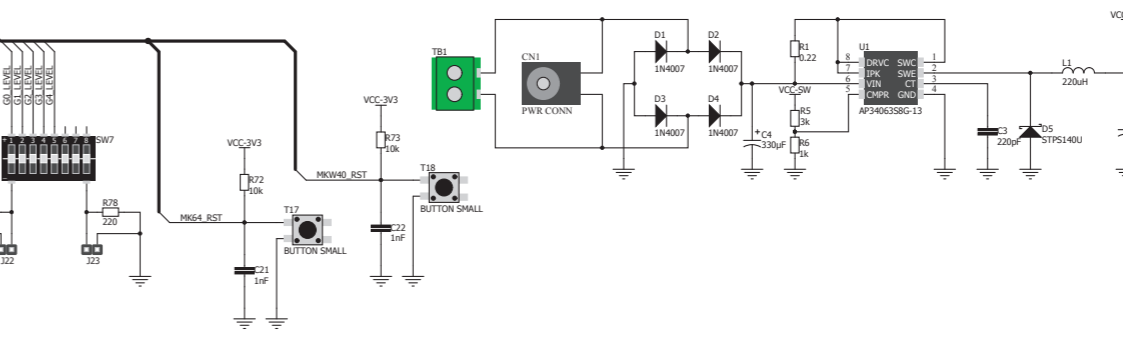 G0_LEVEL
G1_LEVEL
G2_LEVEL
G3_LEVEL
G4_LEVEL
1 2 3 4 5 6 7 8
SW7
R78
220
J22
J23
MK64_RST
VCC-3V3
R72
10k
T17
BUTTON SMALL
C21
1nF
VCC-3V3
R73
10k
MKW40_RST
T18
BUTTON SMALL
C22
1nF
TB1
CN1
PWR CONN
D1
1N4007
D2
1N4007
D3
1N4007
D4
1N4007
C4
330µF
R1
0.22
VCC-SW
R5
3k
R6
1k
U1
8 DRVC SWC 1
7 IPK SWE 2
6 VIN CT 3
5 CMPR GND 4
AP34063S8G-13
C3
220pF
D5
STPS140U
L1
220uH